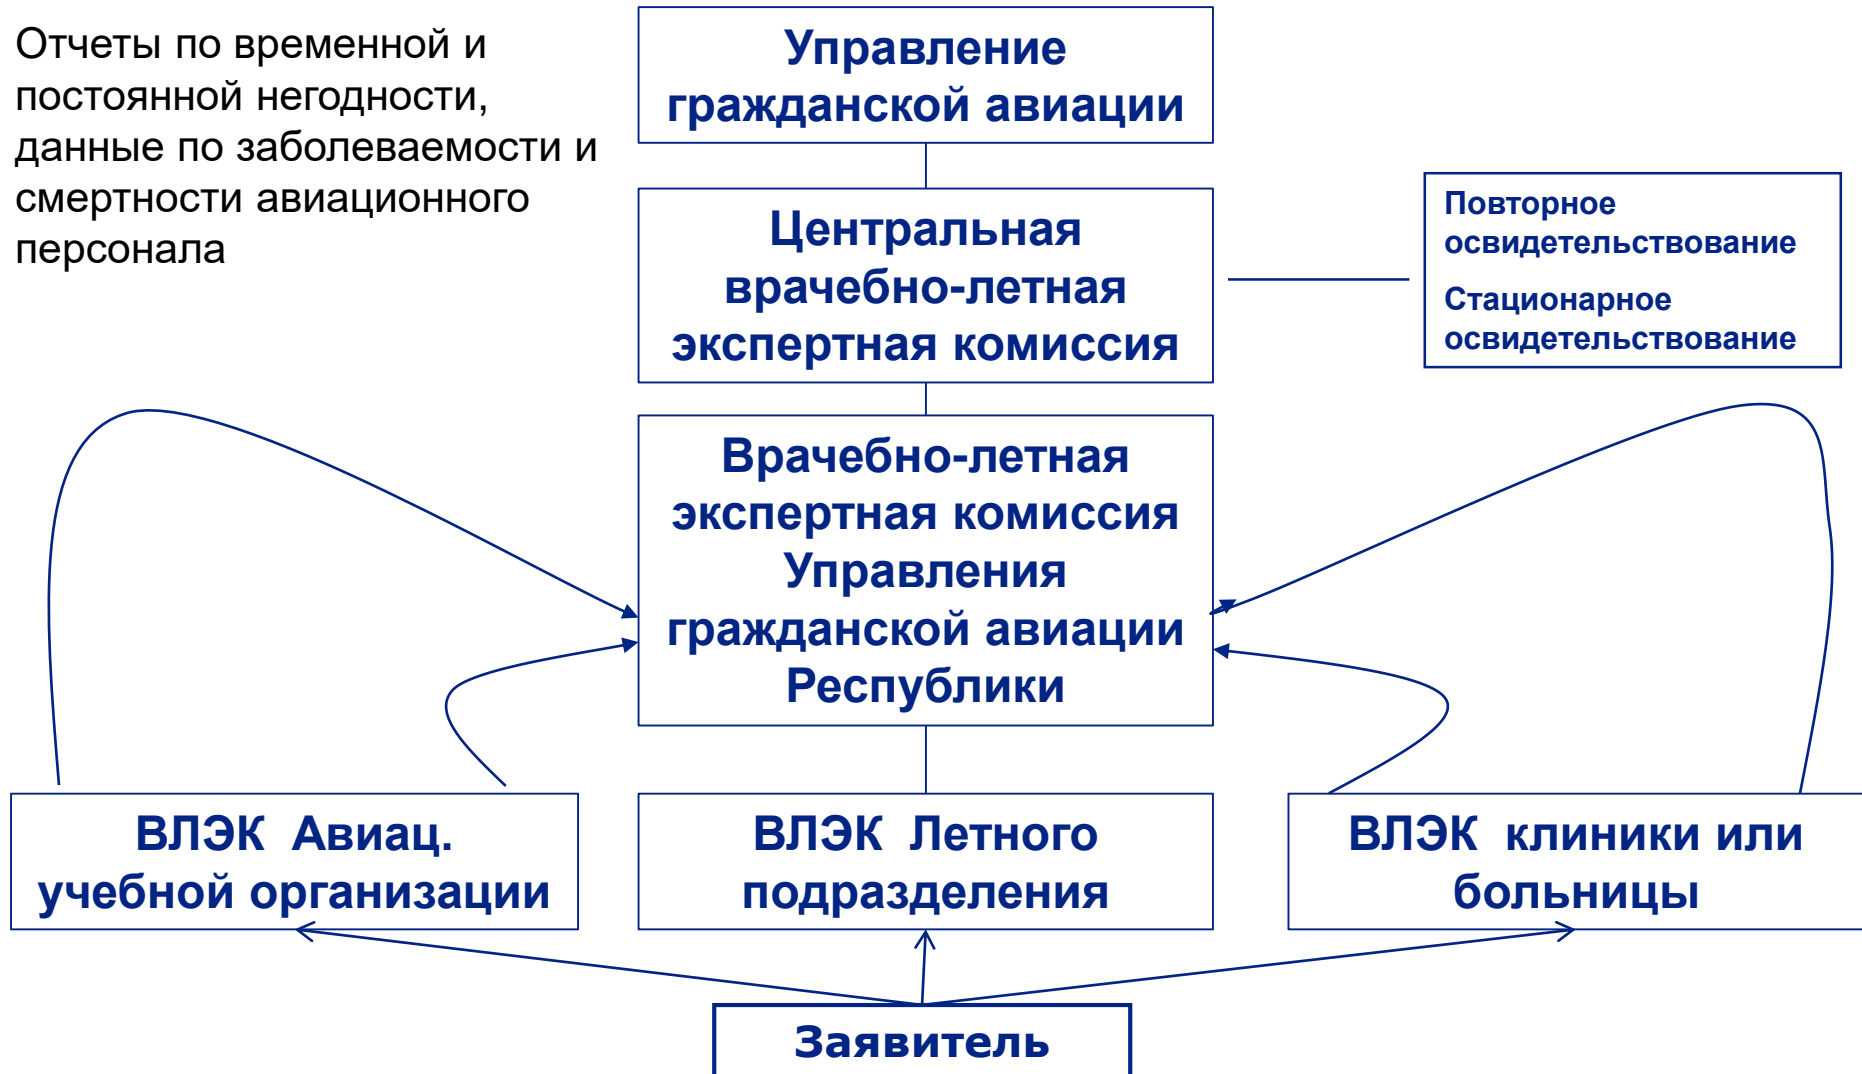 Отчеты по временной и
постоянной негодности,
данные по заболеваемости и
смертности авиационного
персонала
Управление
гражданской авиации
Центральная
врачебно-летная
экспертная комиссия
Повторное
освидетельствование
Стационарное
освидетельствование
Врачебно-летная
экспертная комиссия
Управления
гражданской авиации
Республики
ВЛЭК Авиац.
учебной организации
ВЛЭК Летного
подразделения
ВЛЭК клиники или
больницы
Заявитель